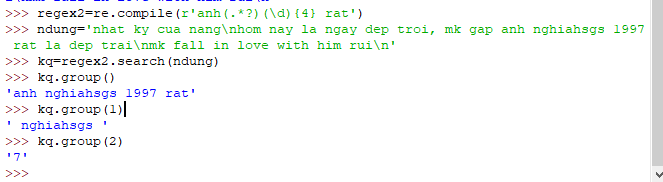 >>> regex2=re.compile(r'anh(.*?)(\d){4} rat')
>>> ndung='nhat ky cua nang\nhom nay la ngay dep troi, mk gap anh nghiahsgs 1997
 rat la dep trai\nmk fall in love with him rui\n'
>>> kq=regex2.search(ndung)
>>> kq.group()
'anh nghiahsgs 1997 rat'
>>> kq.group(1)
' nghiahsgs '
>>> kq.group(2)
'7'
>>>